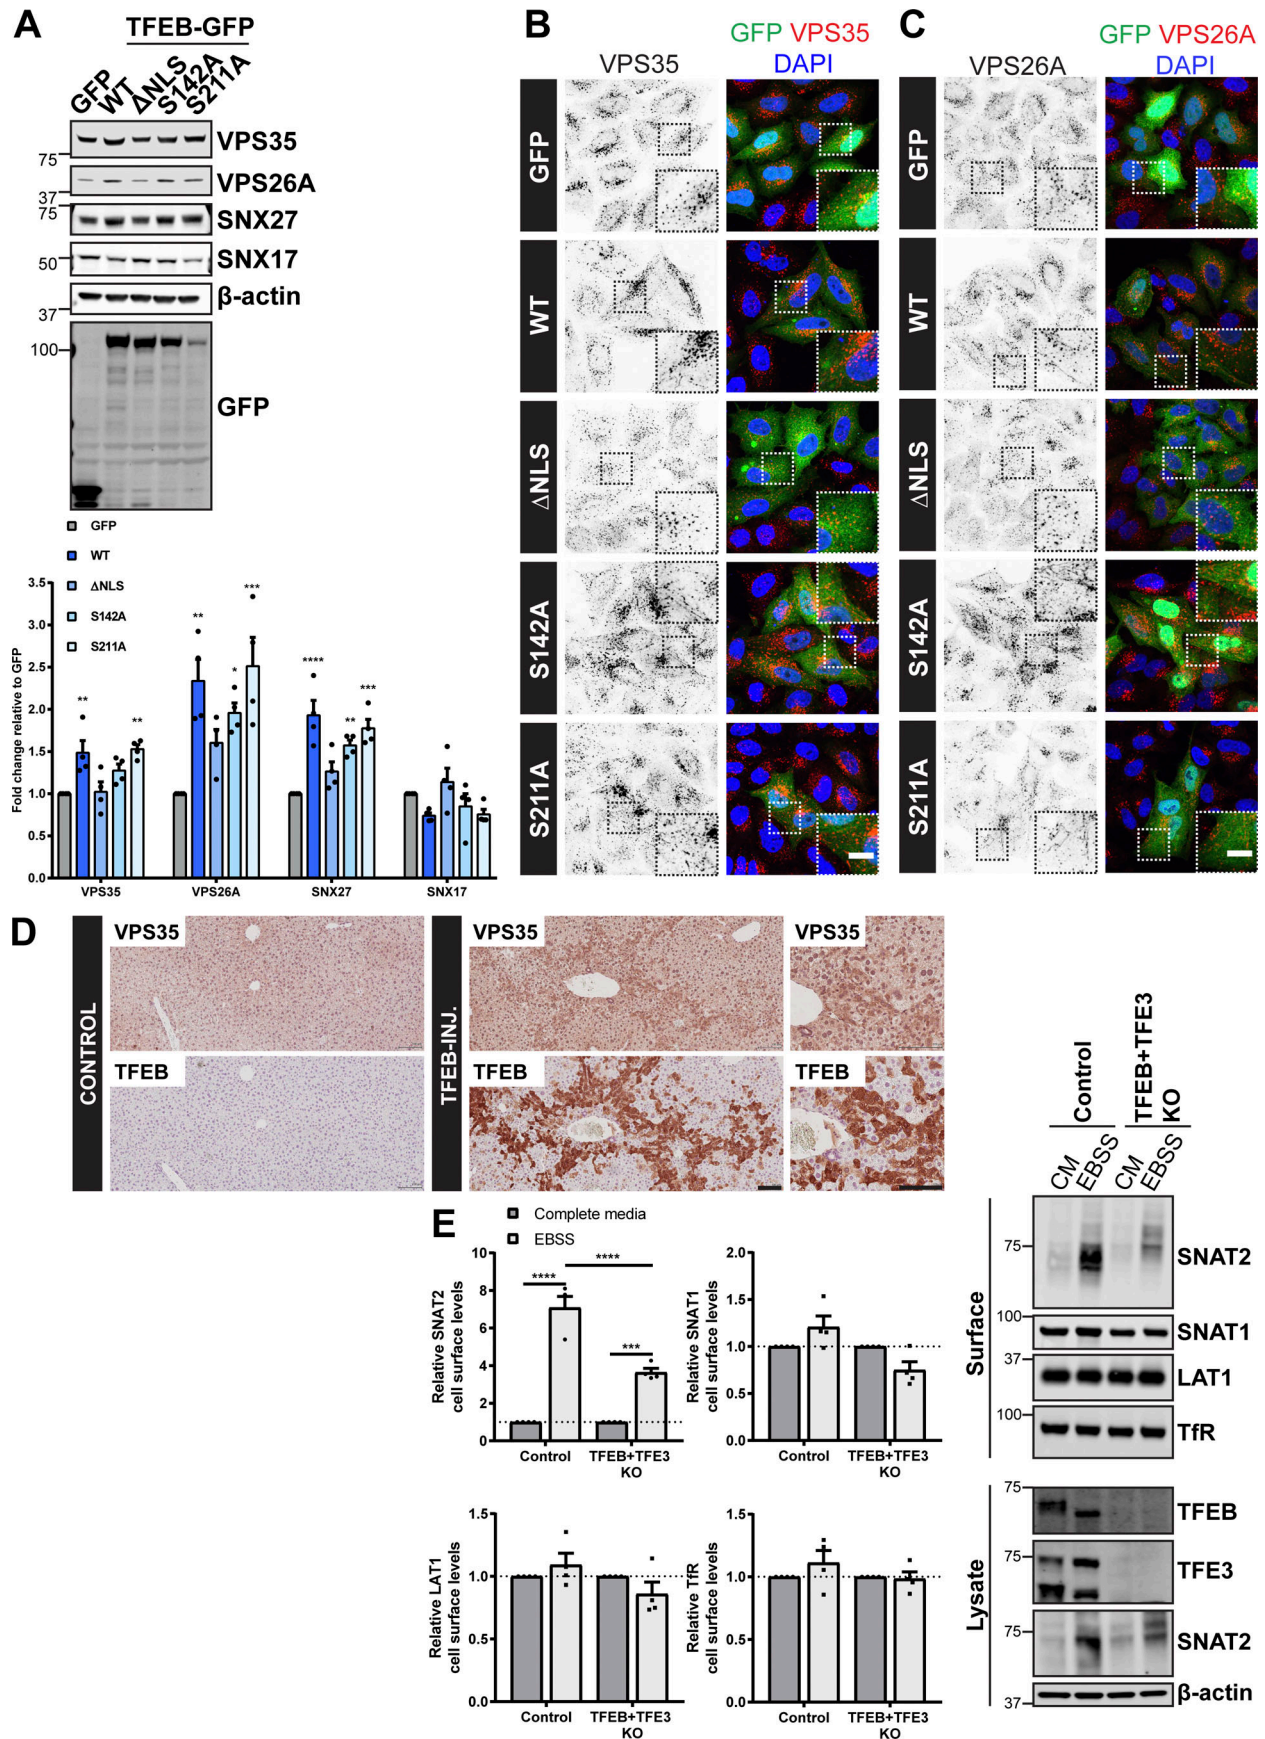 A
TFEB-GFP
GFP
WT
ΔNLS
S142A
S211A
VPS35
75
VPS26A
37
75
SNX27
50
SNX17
β-actin
37
100
GFP
GFP
WT
ΔNLS
S142A
S211A
Fold change relative to GFP
3.5
3.0
2.5
2.0
1.5
1.0
0.5
0.0
**
**
**
*
***
****
**
***
VPS35
VPS26A
SNX27
SNX17
B
GFP VPS35
VPS35
DAPI
GFP
WT
ΔNLS
S142A
S211A
C
GFP VPS26A
VPS26A
DAPI
GFP
WT
ΔNLS
S142A
S211A
D
CONTROL
VPS35
TFEB
TFEB-INJ.
VPS35
VPS35
TFEB
TFEB
E
Complete media
EBSS
Relative SNAT2
cell surface levels
10
8
6
4
2
0
****
****
***
Control
TFEB+TFE3
KO
Relative SNAT1
cell surface levels
2.0
1.5
1.0
0.5
0.0
Control
TFEB+TFE3
KO
Relative LAT1
cell surface levels
1.5
1.0
0.5
0.0
Control
TFEB+TFE3
KO
Relative TfR
cell surface levels
1.5
1.0
0.5
0.0
Control
TFEB+TFE3
KO
Control
TFEB+TFE3
KO
CM
EBSS
CM
EBSS
Surface
75
SNAT2
100
SNAT1
37
LAT1
100
TfR
Lysate
75
TFEB
75
TFE3
75
SNAT2
37
β-actin